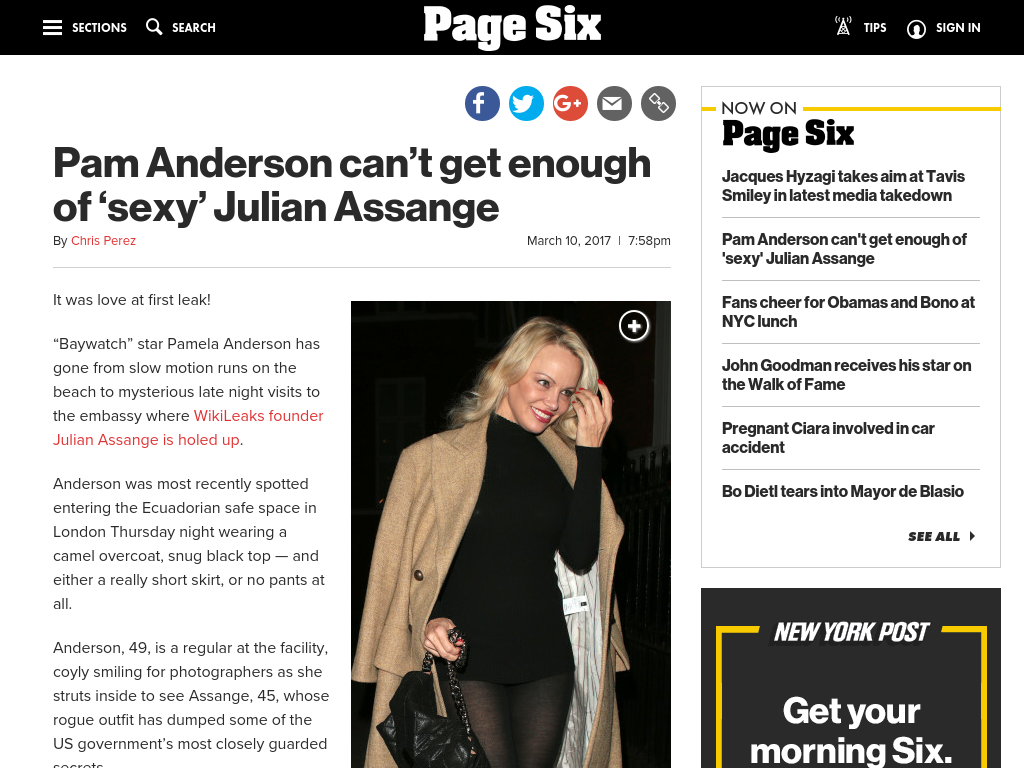 SECTIONS
SEARCH
Page Six
TIPS
SIGN IN
Pam Anderson can’t get enough
of ‘sexy’ Julian Assange
By Chris Perez
March 10, 2017 | 7:58pm
It was love at first leak!
“Baywatch” star Pamela Anderson has
gone from slow motion runs on the
beach to mysterious late night visits to
the embassy where WikiLeaks founder
Julian Assange is holed up.
Anderson was most recently spotted
entering the Ecuadorian safe space in
London Thursday night wearing a
camel overcoat, snug black top — and
either a really short skirt, or no pants at
all.
Anderson, 49, is a regular at the facility,
coyly smiling for photographers as she
struts inside to see Assange, 45, whose
rogue outfit has dumped some of the
US government’s most closely guarded
secrets.
NOW ON
Page Six
Jacques Hyzagi takes aim at Tavis
Smiley in latest media takedown
Pam Anderson can't get enough of
'sexy' Julian Assange
Fans cheer for Obamas and Bono at
NYC lunch
John Goodman receives his star on
the Walk of Fame
Pregnant Ciara involved in car
accident
Bo Dietl tears into Mayor de Blasio
SEE ALL
NEW YORK POST
Get your
morning Six.